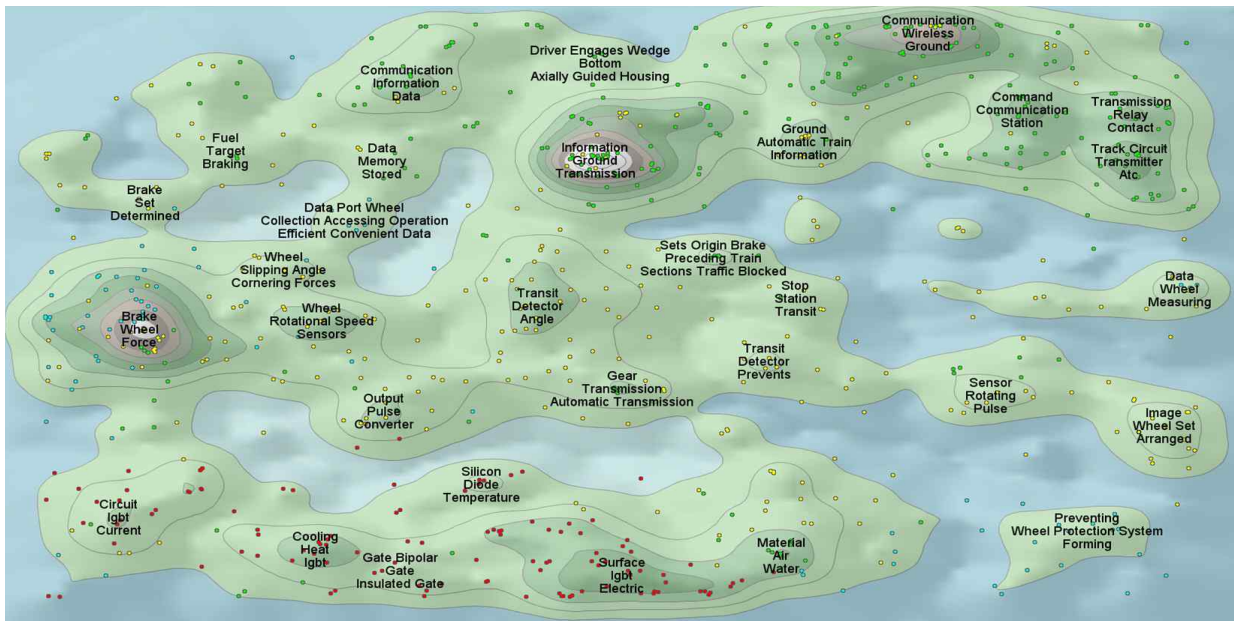 Communication
Wireless
Ground
Driver Engages Wedge
Bottom
Axially Guided Housing
Communication
Information
Data
Command
Communication
Station
Transmission
Relay
Contact
Fuel
Target
Braking
Data
Memory
Stored
Information
Ground
Transmission
Ground
Automatic Train
Information
Track Circuit
Transmitter
Atc
Brake
Set
Determined
Data Port Wheel
Collection Accessing Operation
Efficient Convenient Data
Wheel
Slipping Angle
Cornering Forces
Sets Origin Brake
Preceding Train
Sections Traffic Blocked
Data
Wheel
Measuring
Brake
Wheel
Force
Wheel
Rotational Speed
Sensors
Transit
Detector
Angle
Stop
Station
Transit
Transit
Detector
Prevents
Gear
Transmission
Automatic Transmission
Sensor
Rotating
Pulse
Output
Pulse
Converter
Image
Wheel Set
Arranged
Silicon
Diode
Temperature
Circuit
Igbt
Current
Cooling
Heat
Igbt
Gate Bipolar
Gate
Insulated Gate
Surface
Igbt
Electric
Material
Air
Water
Preventing
Wheel Protection System
Forming